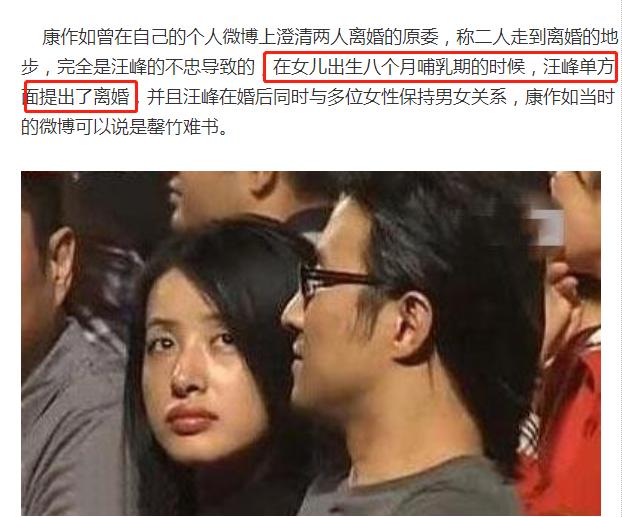 康作如曾在自己的个人微博上澄清两人离婚的原委，称二人走到离婚的地
步，完全是汪峰的不忠导致的，在女儿出生八个月哺乳期的时候，汪峰单方
面提出了离婚，并且汪峰在婚后同时与多位女性保持男女关系，康作如当时
的微博可以说是罄竹难书。